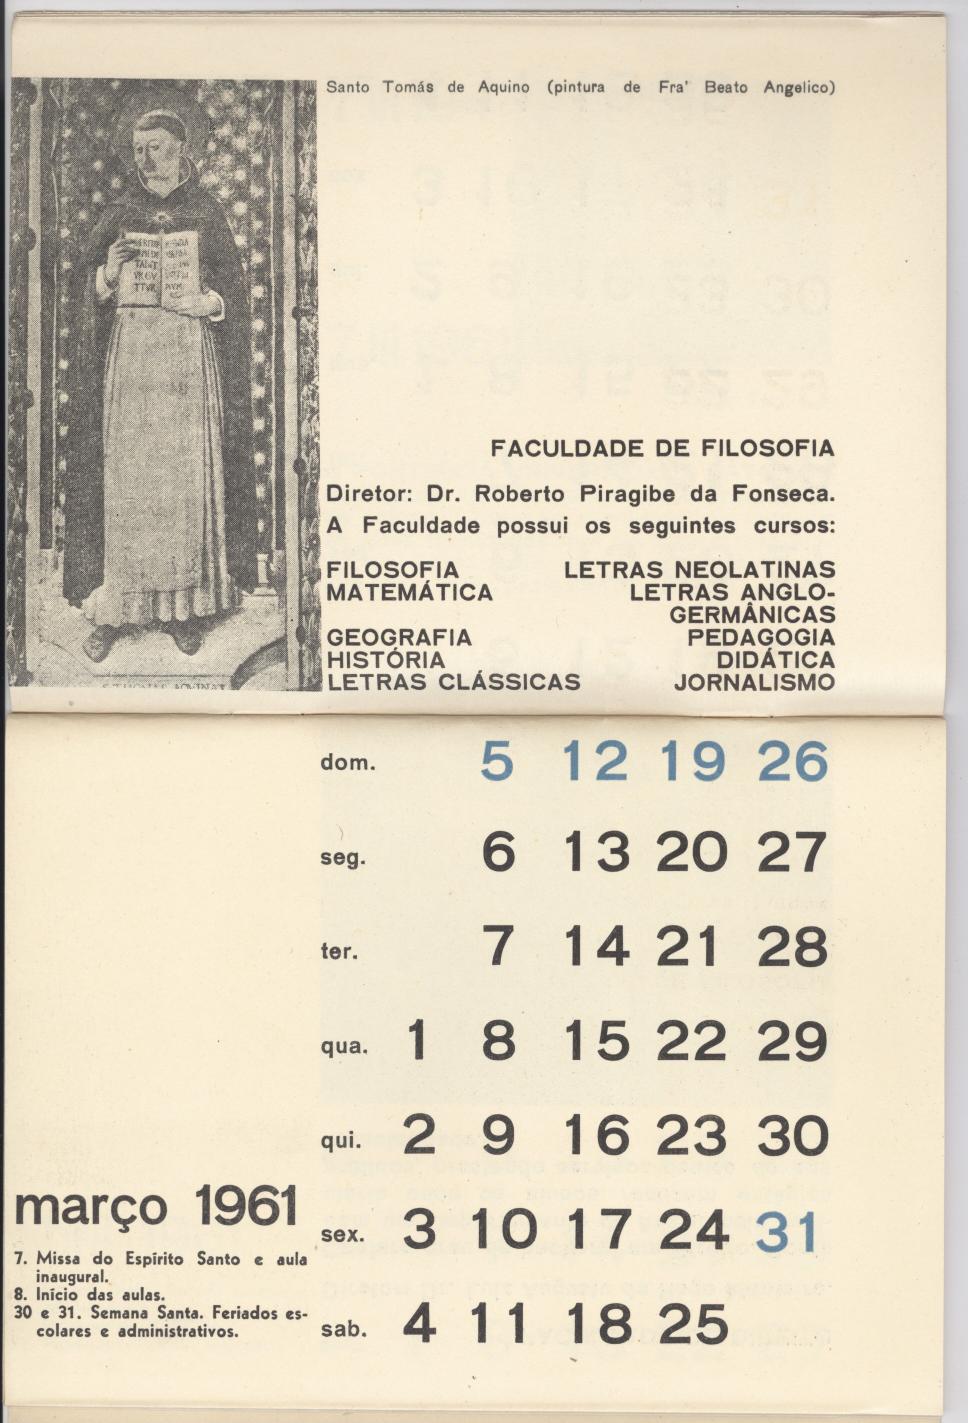 Santo Tomás de Aquino (pintura de Fra' Beato Angelico)
FACULDADE DE FILOSOFIA
Diretor: Dr. Roberto Piragibe da Fonseca.
A Faculdade possui os seguintes cursos:
FILOSOFIA LETRAS NEOLATINAS
MATEMÁTICA LETRAS ANGLO-
GERMÂNICAS
GEOGRAFIA PEDAGOGIA
HISTÓRIA DIDÁTICA
LETRAS CLÁSSICAS JORNALISMO
dom. 5 12 19 26
seg. 6 13 20 27
ter. 7 14 21 28
qua. 1 8 15 22 29
qui. 2 9 16 23 30
sex. 3 10 17 24 31
sab. 4 11 18 25
março 1961
7. Missa do Espírito Santo e aula
inaugural.
8. Início das aulas.
30 e 31. Semana Santa. Feriados es-
colares e administrativos.